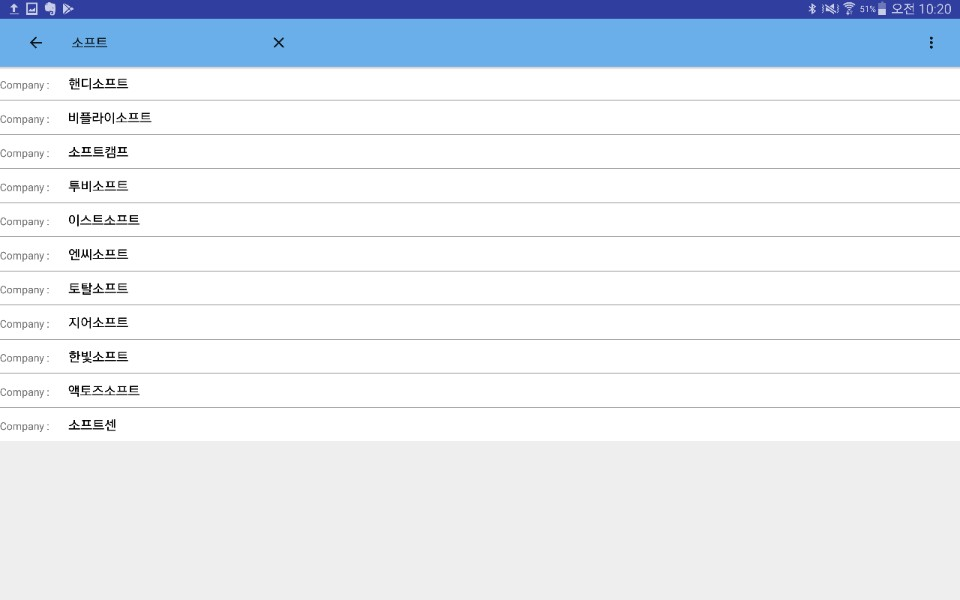 51% 오전 10:20
소프트
Company : 핸디소프트
Company : 비플라이소프트
Company : 소프트캠프
Company : 투비소프트
Company : 이스트소프트
Company : 엔씨소프트
Company : 토탈소프트
Company : 지어소프트
Company : 한빛소프트
Company : 액토즈소프트
Company : 소프트센